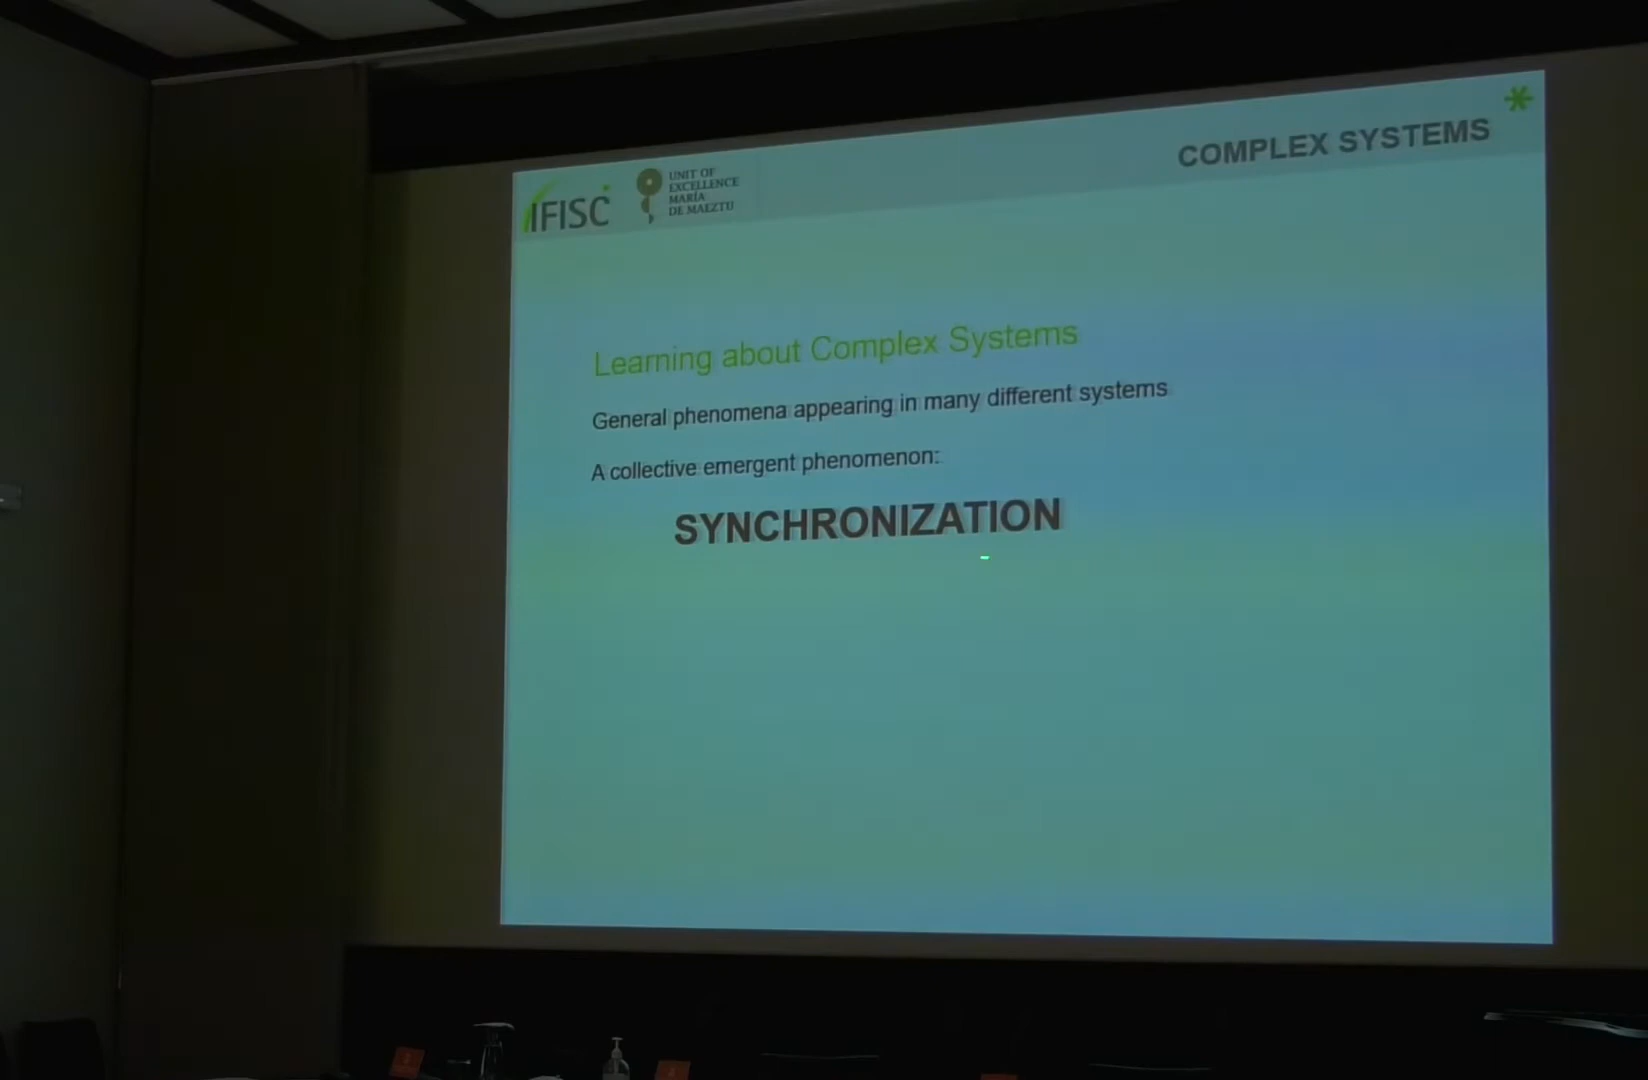 COMPLEX SYSTEMS
IFISC
UNIT OF
EXCELLENCE
MARÍA
DE MAEZTU
Learning about Complex Systems
General phenomena appearing in many different systems
A collective emergent phenomenon:
SYNCHRONIZATION